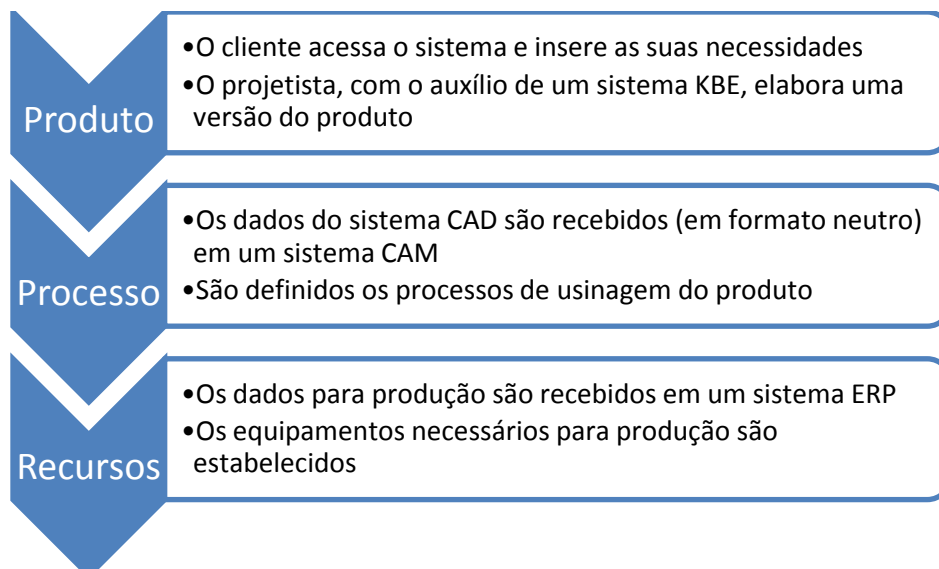 Produto
•O cliente acessa o sistema e insere as suas necessidades
•O projetista, com o auxílio de um sistema KBE, elabora uma
versão do produto
Processo
•Os dados do sistema CAD são recebidos (em formato neutro)
em um sistema CAM
•São definidos os processos de usinagem do produto
Recursos
•Os dados para produção são recebidos em um sistema ERP
•Os equipamentos necessários para produção são
estabelecidos